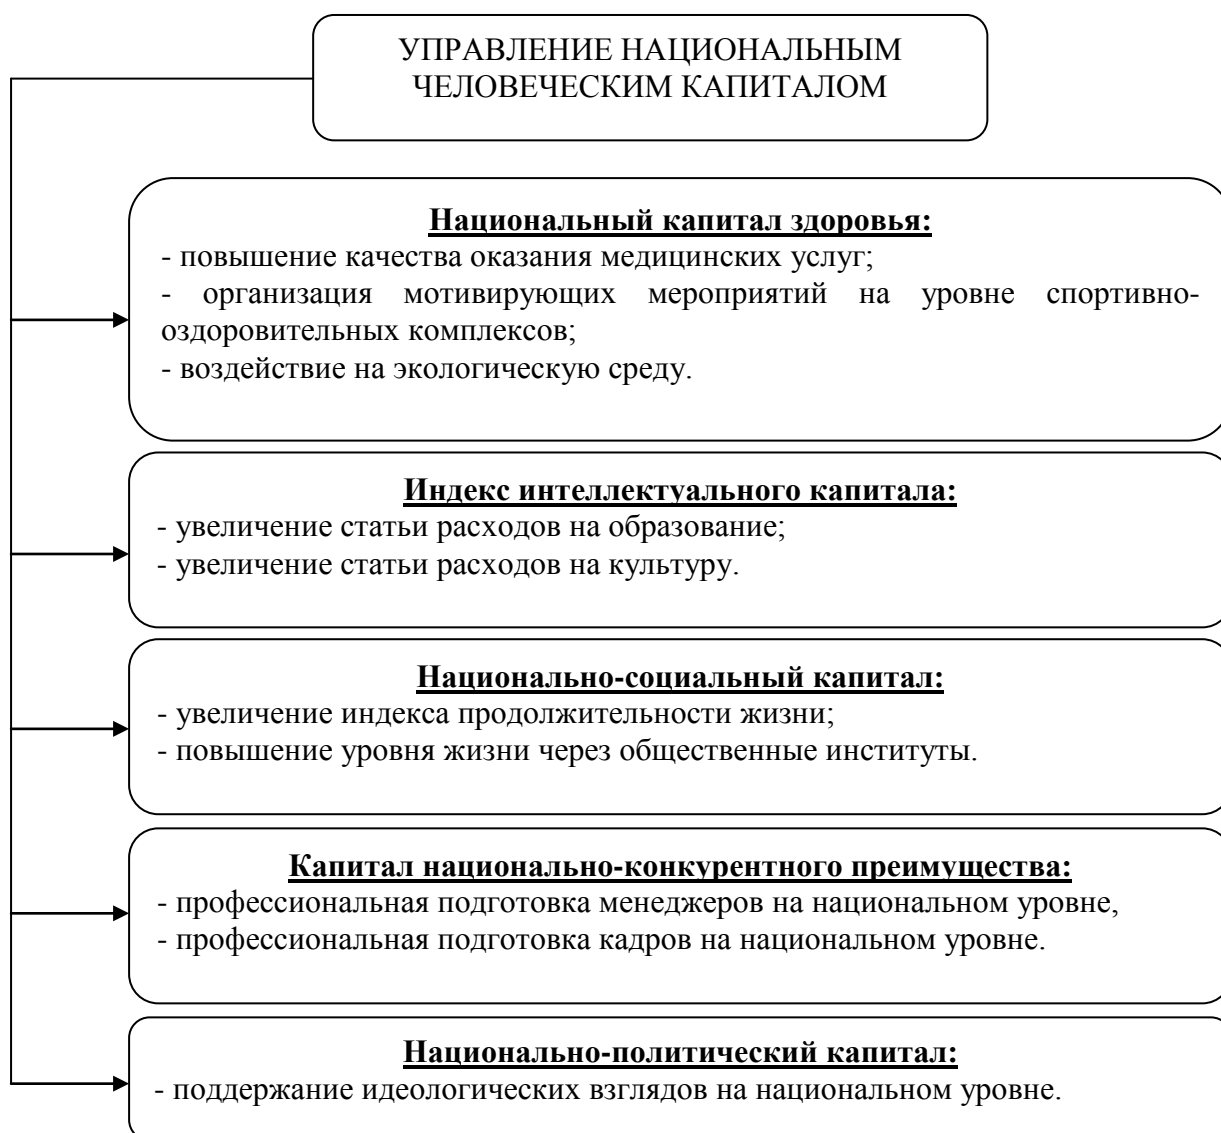 УПРАВЛЕНИЕ НАЦИОНАЛЬНЫМ
ЧЕЛОВЕЧЕСКИМ КАПИТАЛОМ
Национальный капитал здоровья:
- повышение качества оказания медицинских услуг;
- организация мотивирующих мероприятий на уровне спортивно-
оздоровительных комплексов;
- воздействие на экологическую среду.
Индекс интеллектуального капитала:
- увеличение статьи расходов на образование;
- увеличение статьи расходов на культуру.
Национально-социальный капитал:
- увеличение индекса продолжительности жизни;
- повышение уровня жизни через общественные институты.
Капитал национально-конкурентного преимущества:
- профессиональная подготовка менеджеров на национальном уровне,
- профессиональная подготовка кадров на национальном уровне.
Национально-политический капитал:
- поддержание идеологических взглядов на национальном уровне.